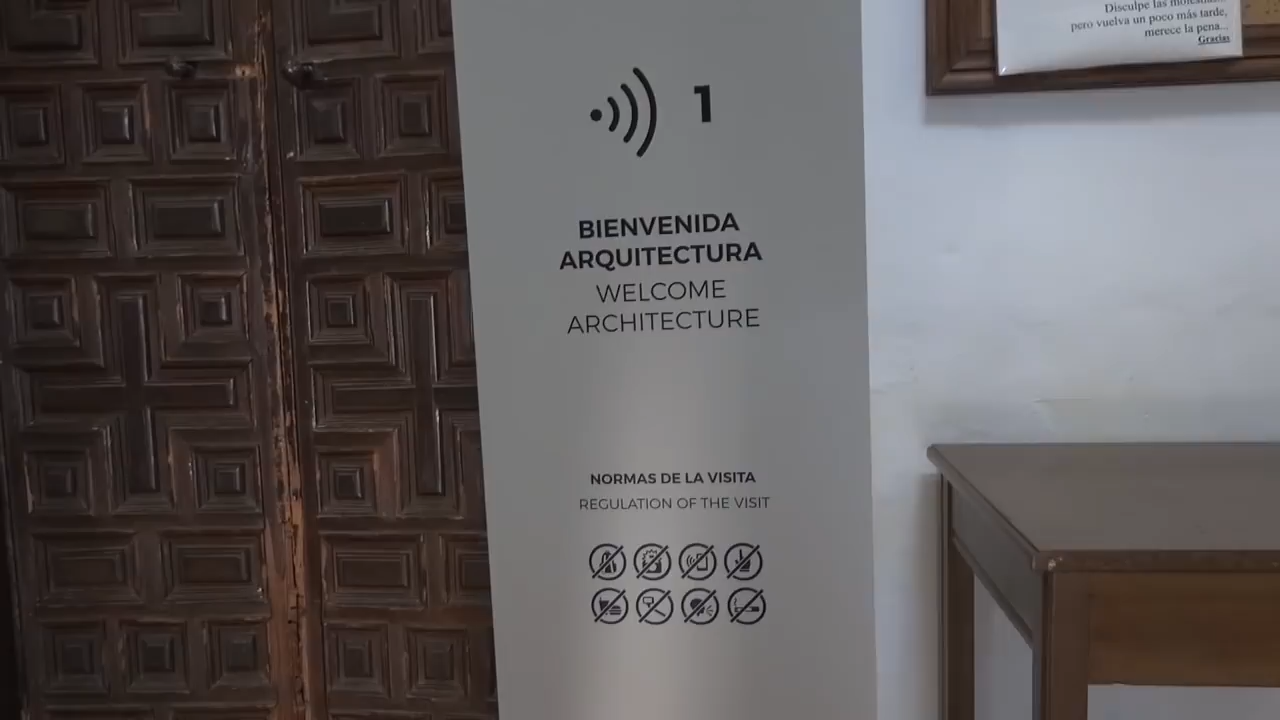 Disculpe las
pero vuelva un poco más tarde,
merece la pena...
Gracias
1
BIENVENIDA
ARQUITECTURA
WELCOME
ARCHITECTURE
NORMAS DE LA VISITA
REGULATION OF THE VISIT